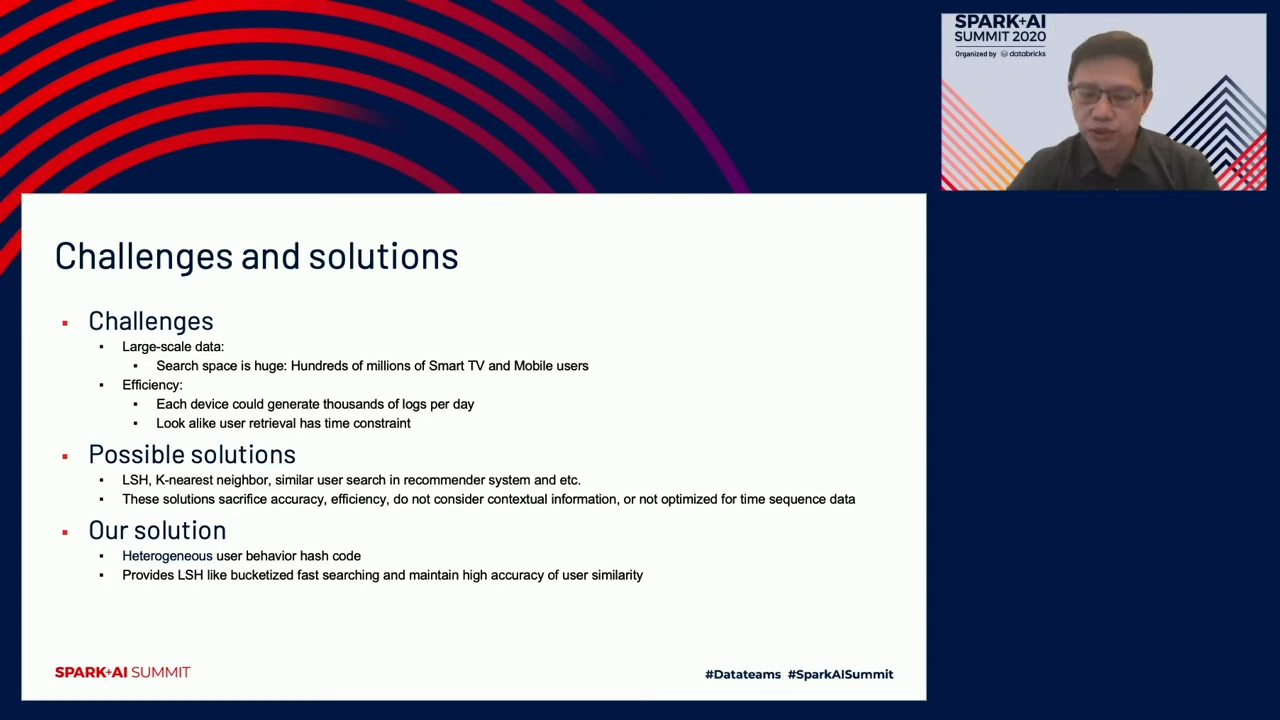 SPARK+AI
SUMMIT 2020
Organized by databricks
Challenges and solutions
▪ Challenges
▪ Large-scale data:
▪ Search space is huge: Hundreds of millions of Smart TV and Mobile users
▪ Efficiency:
▪ Each device could generate thousands of logs per day
▪ Look alike user retrieval has time constraint
▪ Possible solutions
▪ LSH, K-nearest neighbor, similar user search in recommender system and etc.
▪ These solutions sacrifice accuracy, efficiency, do not consider contextual information, or not optimized for time sequence data
▪ Our solution
▪ Heterogeneous user behavior hash code
▪ Provides LSH like bucketized fast searching and maintain high accuracy of user similarity
SPARK+AI SUMMIT
#Datateams #SparkAISummit